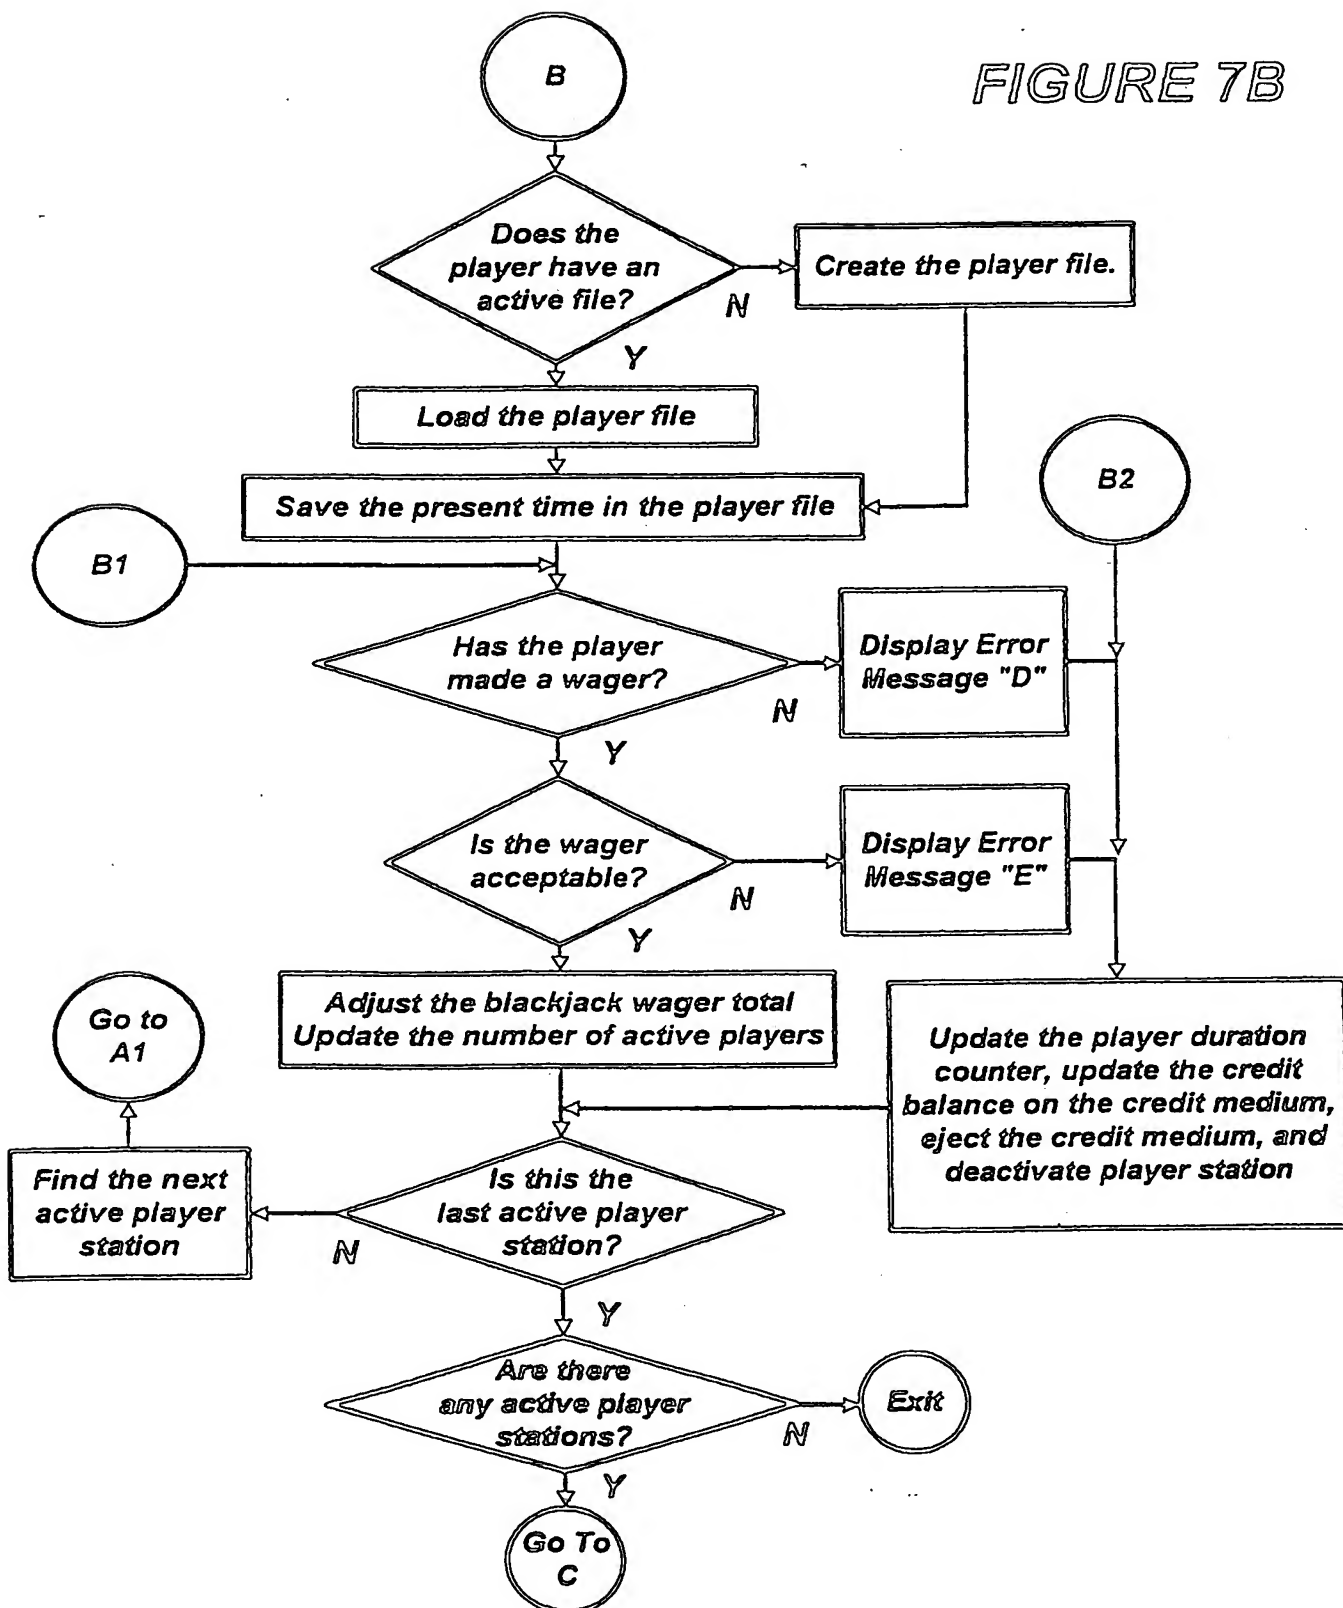 FIGURE 7B
B
Does the
player have an
active file?
N
Create the player file.
Y
Load the player file
Save the present time in the player file
B2
B1
Has the player
made a wager?
N
Display Error
Message "D"
Y
Is the wager
acceptable?
N
Display Error
Message "E"
Y
Adjust the blackjack wager total
Update the number of active players
Go to
A1
Update the player duration
counter, update the credit
balance on the credit medium,
eject the credit medium, and
deactivate player station
Find the next
active player
station
N
Is this the
last active player
station?
Y
Are there
any active player
stations?
N
Exit
Y
Go To
C